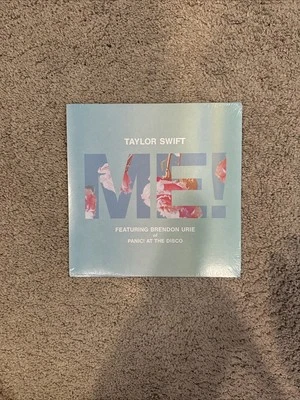 TAYLOR SWIFT
ME!
FEATURING BRENDON URIE
OF
PANIC! AT THE DISCO